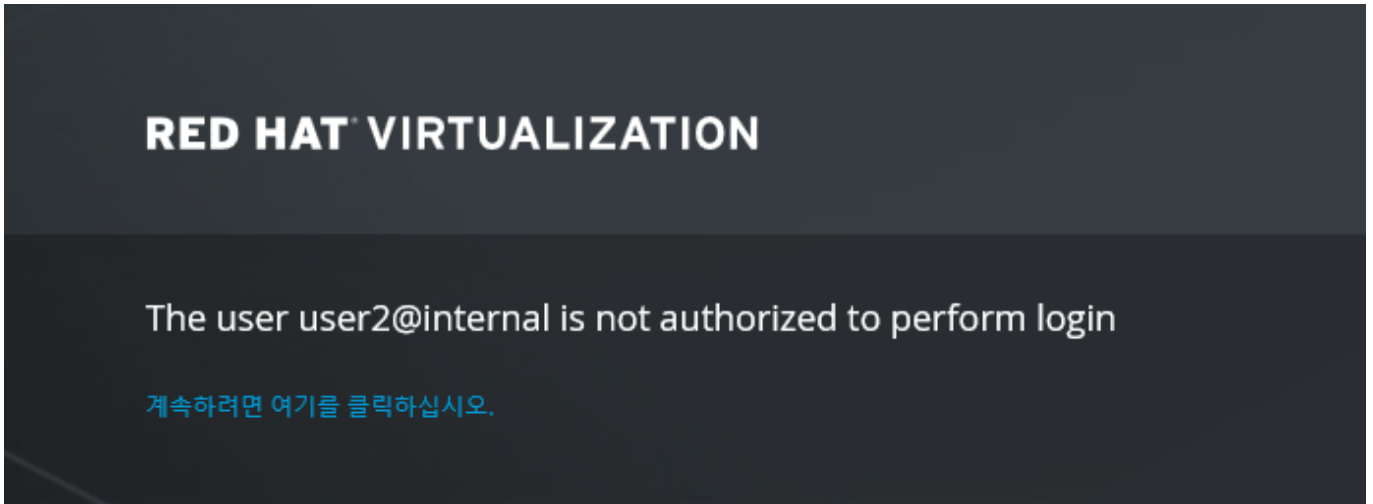 RED HAT® VIRTUALIZATION
The user user2@internal is not authorized to perform login
계속하려면 여기를 클릭하십시오.